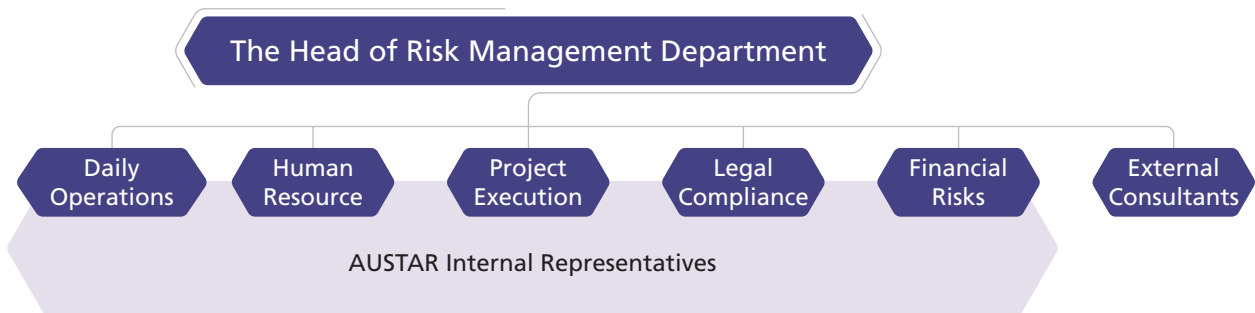 The Head of Risk Management Department
Daily
Operations
Human
Resource
Project
Execution
Legal
Compliance
Financial
Risks
External
Consultants
AUSTAR Internal Representatives